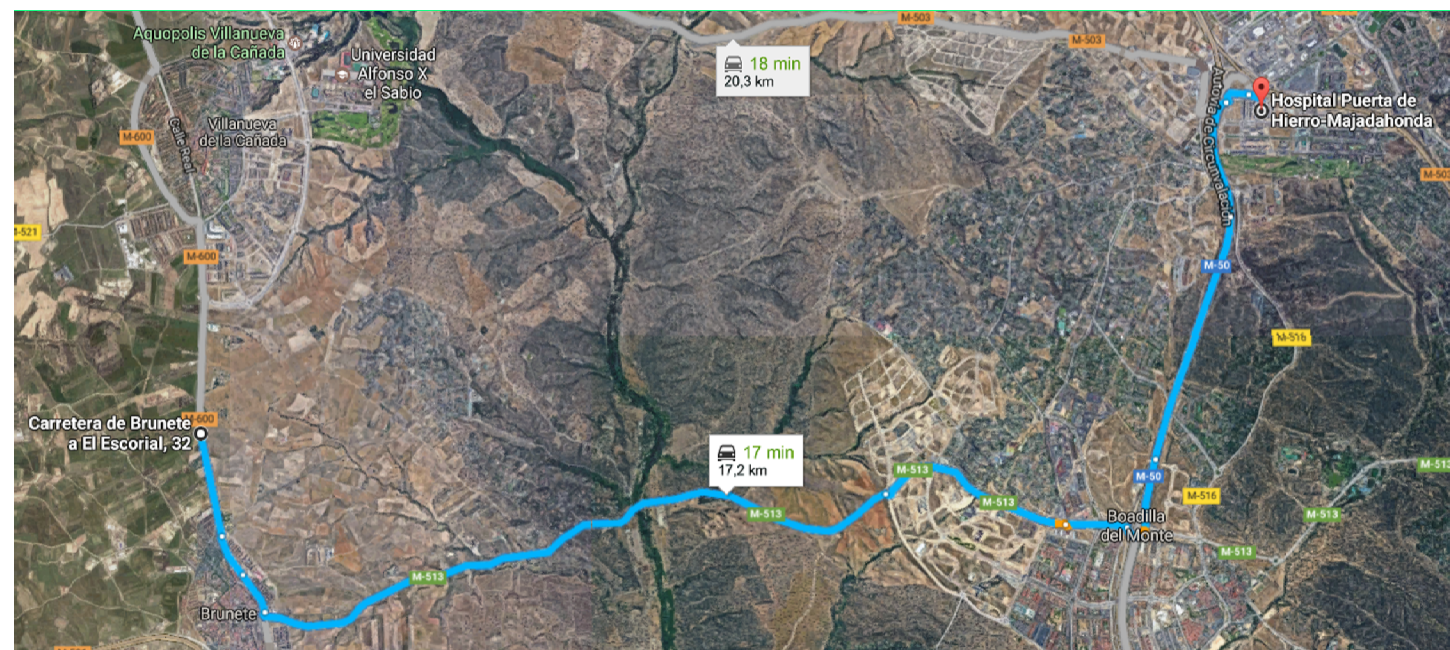 M-503
Aquopolis Villanueva
de la Cañada
Universidad
Alfonso X
el Sabio
M-503
18 min
20,3 km
Autovía de Circunvalación
Hospital Puerta de
Hierro-Majadahonda
M-600
Calle Real
Villanueva
de la Cañada
M-503
M-521
M-600
M-50
M-516
Carretera de Brunete
a El Escorial, 32
M-600
17 min
17,2 km
M-513
M-513
M-50
M-513
M-516
M-513
M-513
Boadilla
del Monte
M-513
M-513
Brunete